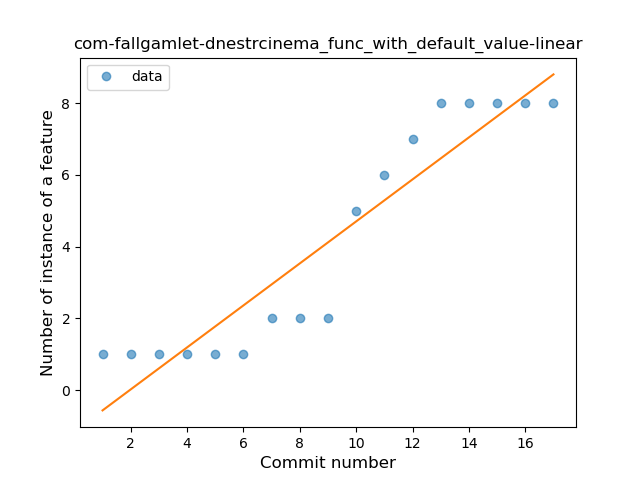 com-fallgamlet-dnestrcinema_func_with_default_value-linear
data
Number of instance of a feature
8
6
4
2
0
2 4 6 8 10 12 14 16
Commit number